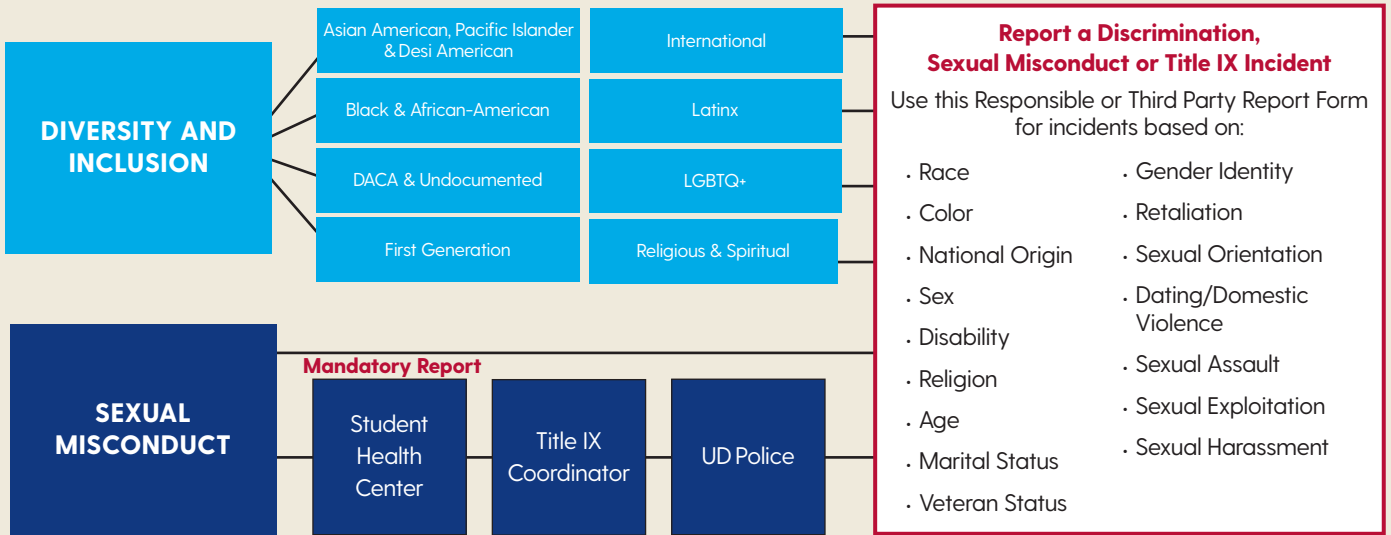 DIVERSITY AND
INCLUSION
Asian American, Pacific Islander
& Desi American
Black & African-American
DACA & Undocumented
First Generation
International
Latinx
LGBTQ+
Religious & Spiritual
SEXUAL
MISCONDUCT
Mandatory Report
Student
Health
Center
Title IX
Coordinator
UD Police
Report a Discrimination,
Sexual Misconduct or Title IX Incident
Use this Responsible or Third Party Report Form
for incidents based on:
· Race
· Color
· National Origin
· Sex
· Disability
· Religion
· Age
· Marital Status
· Veteran Status
· Gender Identity
· Retaliation
· Sexual Orientation
· Dating/Domestic
Violence
· Sexual Assault
· Sexual Exploitation
· Sexual Harassment